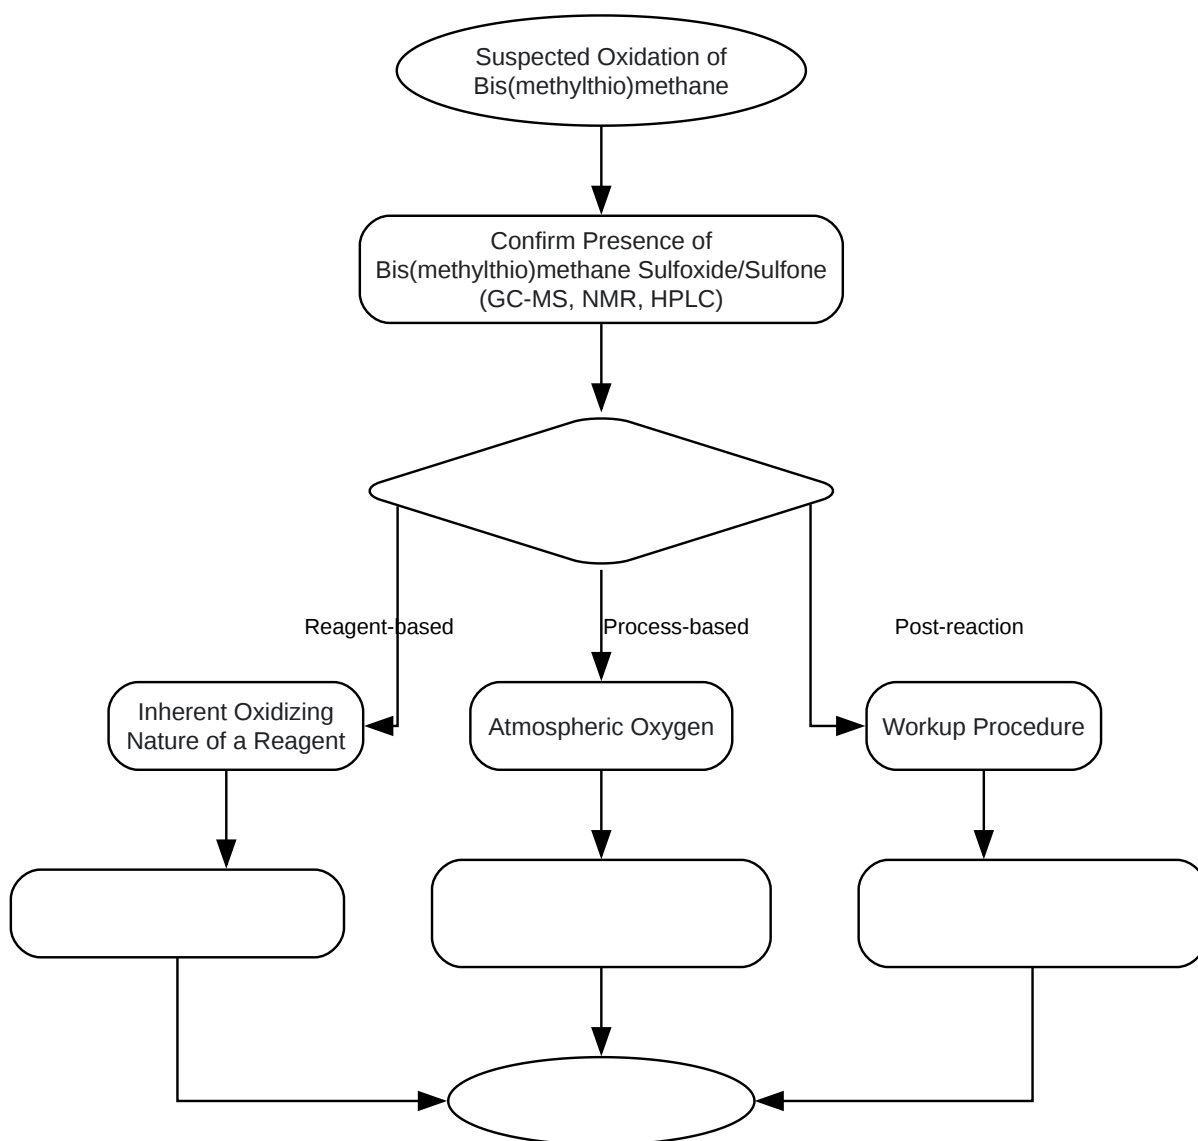 Suspected Oxidation of
Bis(methylthio)methane
Confirm Presence of
Bis(methylthio)methane Sulfoxide/Sulfone
(GC-MS, NMR, HPLC)
Reagent-based
Process-based
Post-reaction
Inherent Oxidizing
Nature of a Reagent
Atmospheric Oxygen
Workup Procedure